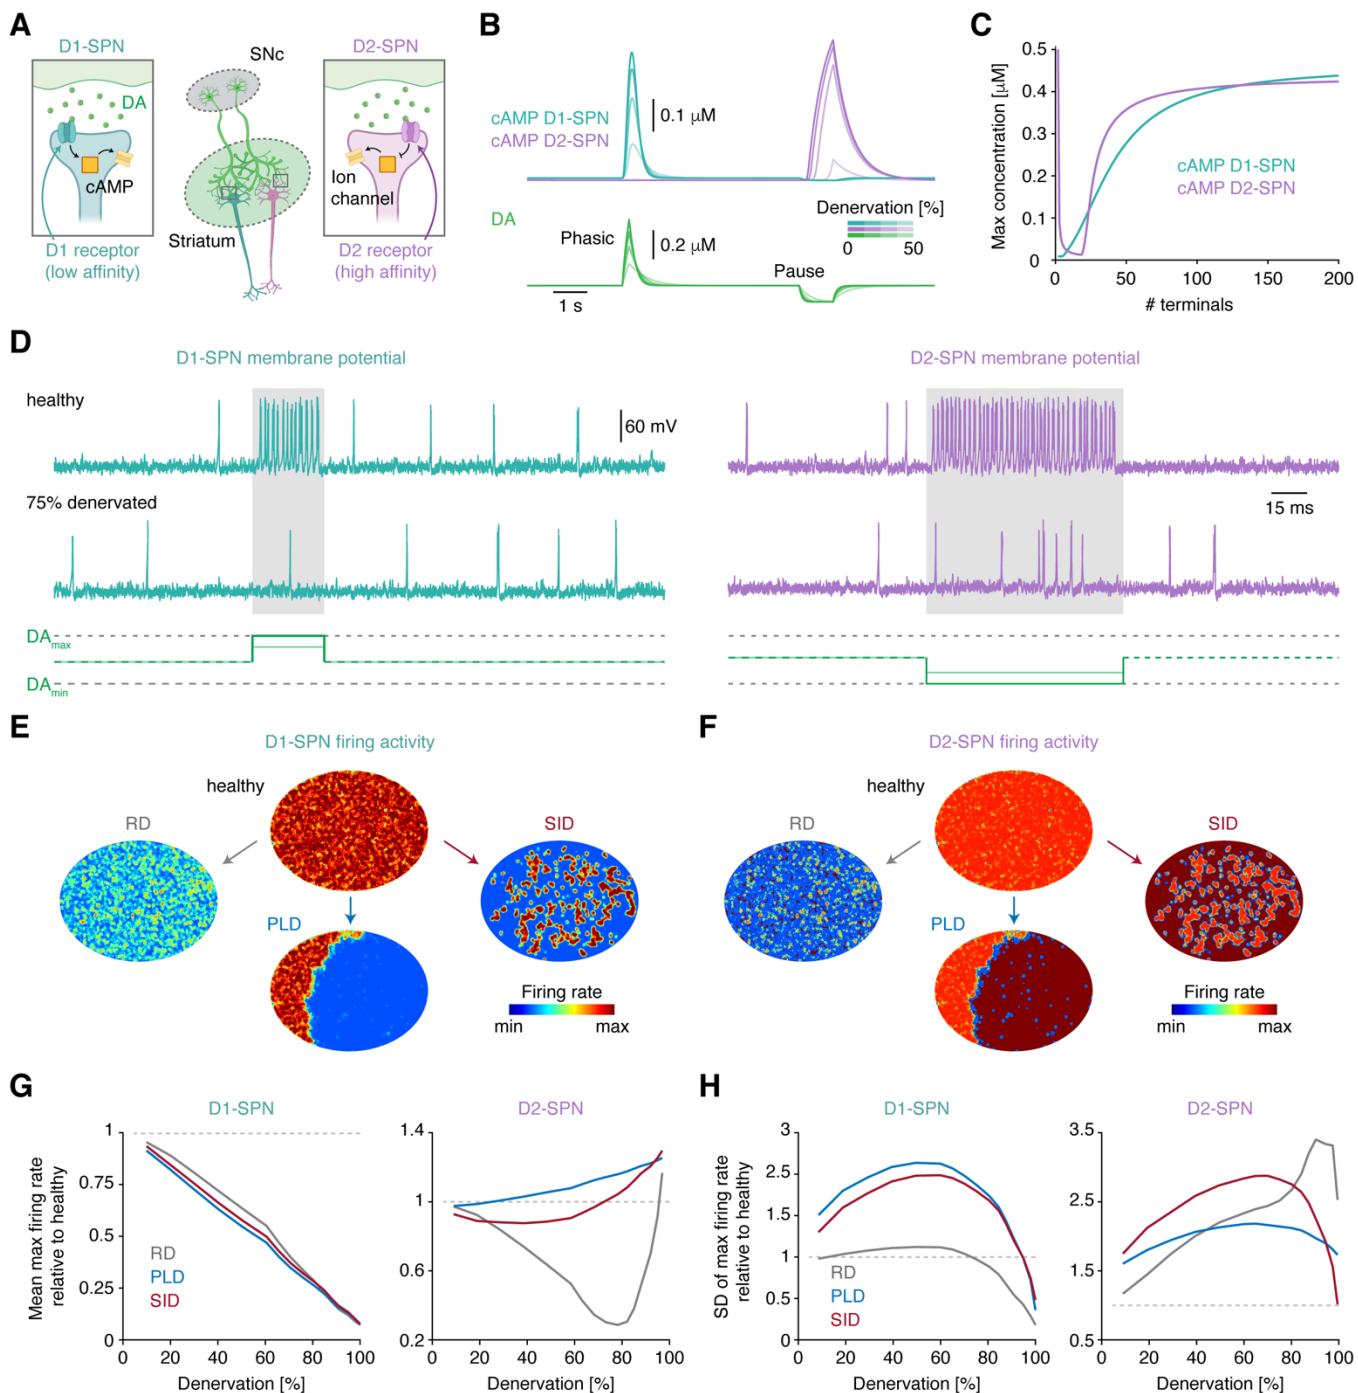 A
D1-SPN
SNc
D2-SPN
DA
cAMP
Ion
channel
Striatum
D1 receptor
(low affinity)
D2 receptor
(high affinity)
B
cAMP D1-SPN
cAMP D2-SPN
0.1 μM
DA
Phasic
0.2 μM
Pause
Denervation [%]
0 50
1 s
C
Max concentration [μM]
0.5
0.4
0.3
0.2
0.1
0
cAMP D1-SPN
cAMP D2-SPN
0 50 100 150 200
# terminals
D
D1-SPN membrane potential
D2-SPN membrane potential
healthy
60 mV
75% denervated
15 ms
DAmax
DAmin
E
D1-SPN firing activity
healthy
RD
SID
PLD
Firing rate
min max
F
D2-SPN firing activity
healthy
RD
SID
PLD
Firing rate
min max
G
D1-SPN
Mean max firing rate
relative to healthy
1
0.75
0.5
0.25
0
RD
PLD
SID
0 20 40 60 80 100
Denervation [%]
D2-SPN
1.4
1
0.6
0.2
0 20 40 60 80 100
Denervation [%]
H
D1-SPN
SD of max firing rate
relative to healthy
3
2.5
1.5
1
0.5
0
RD
PLD
SID
0 20 40 60 80 100
Denervation [%]
D2-SPN
3.5
2.5
1.5
0.5
0 20 40 60 80 100
Denervation [%]